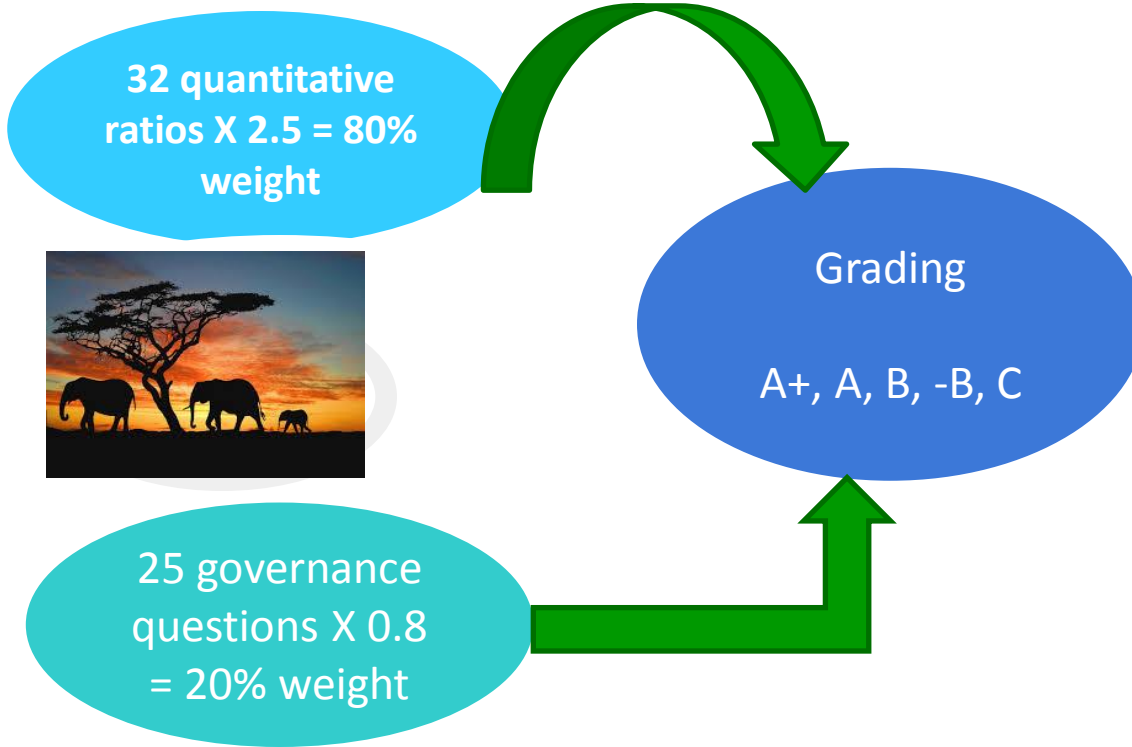 32 quantitative
ratios X 2.5 = 80%
weight
Grading
A+, A, B, -B, C
25 governance
questions X 0.8
= 20% weight